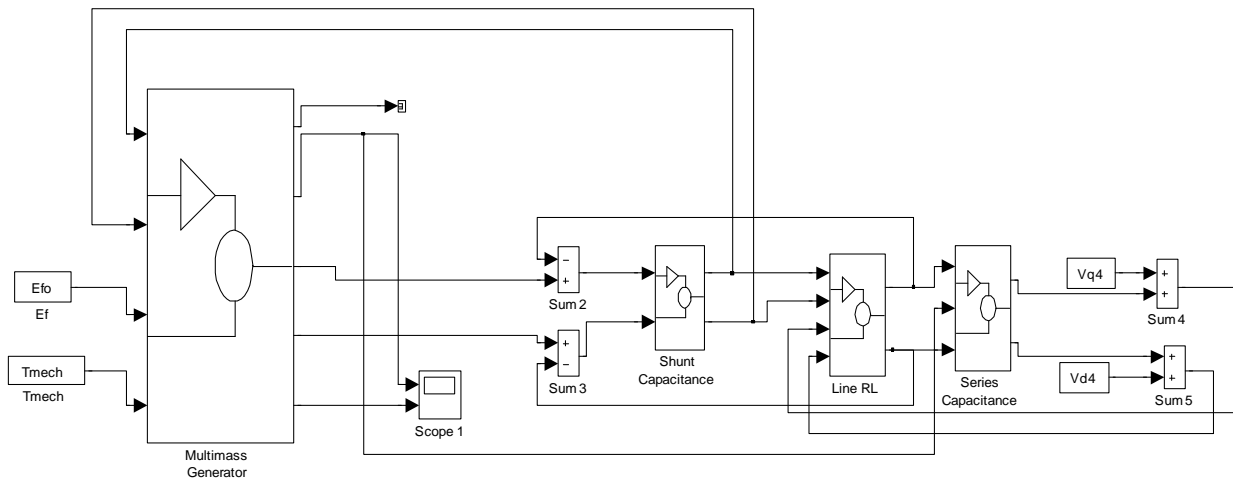 Efo
Ef
Tmech
Tmech
Multimass
Generator
Scope 1
−
+
Sum 2
+
−
Sum 3
Shunt
Capacitance
Line RL
Series
Capacitance
Vq4
+
+
Sum 4
Vd4
+
+
Sum 5